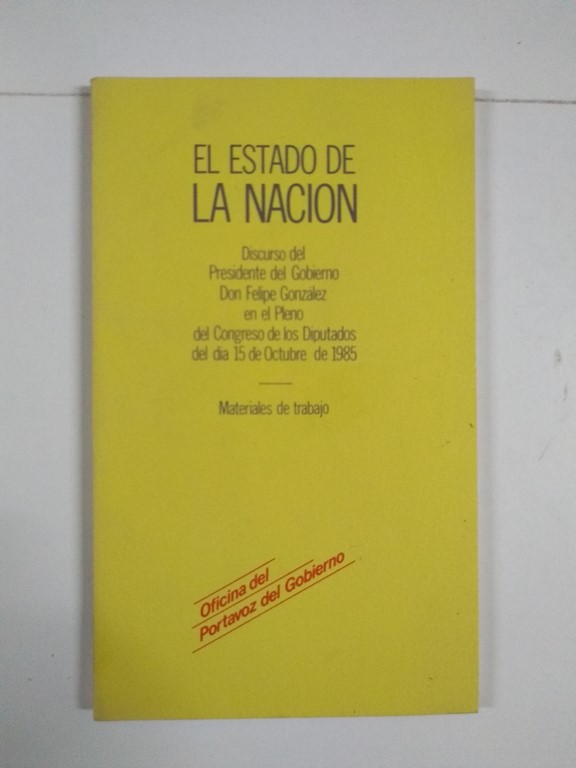 EL ESTADO DE
LA NACION
Discurso del
Presidente del Gobierno
Don Felipe González
en el Pleno
del Congreso de los Diputados
del dia 15 de Octubre de 1985
Materiales de trabajo
Oficina del
Portavoz del Gobierno